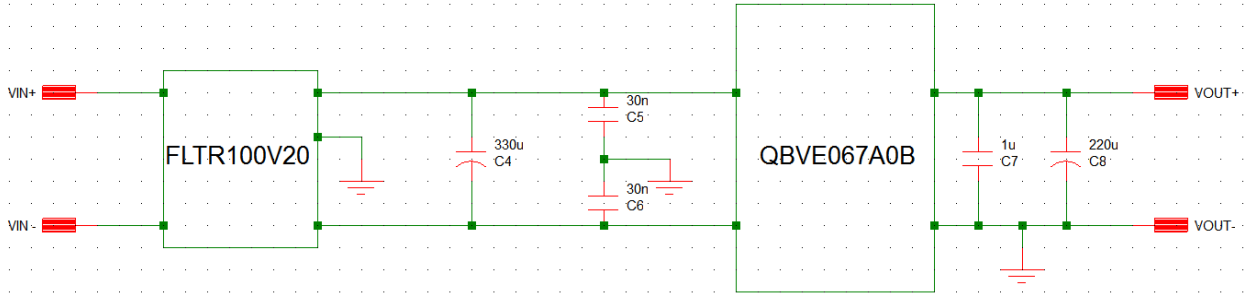 VIN+
VIN-
FLTR100V20
330u
C4
30n
C5
30n
C6
QBVE067A0B
1u
C7
220u
C8
VOUT+
VOUT-